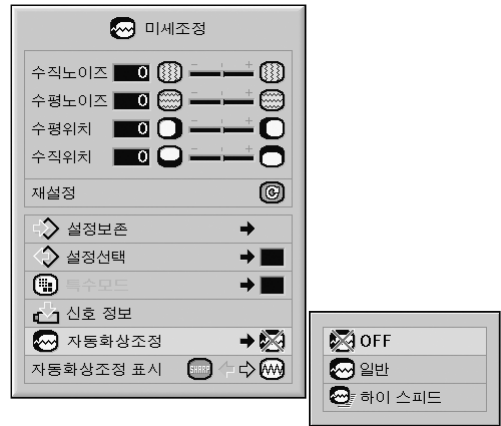 미세조정
수직노이즈 0
수평노이즈 0
수평위치 0
수직위치 0
재설정
설정보존
설정선택
특수모드
신호 정보
자동화상조정
자동화상조정 표시 SHARP
OFF
일반
하이 스피드